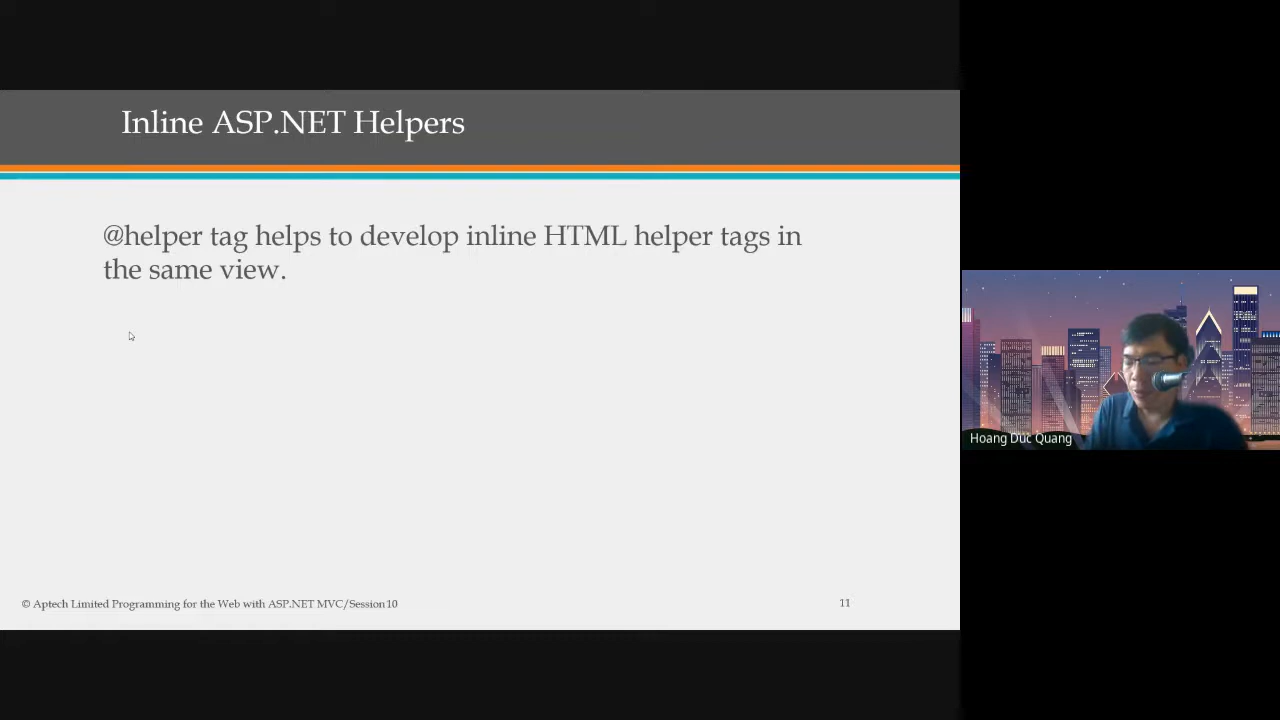 Inline ASP.NET Helpers
@helper tag helps to develop inline HTML helper tags in
the same view.
© Aptech Limited Programming for the Web with ASP.NET MVC/Session10
11
Hoang Duc Quang